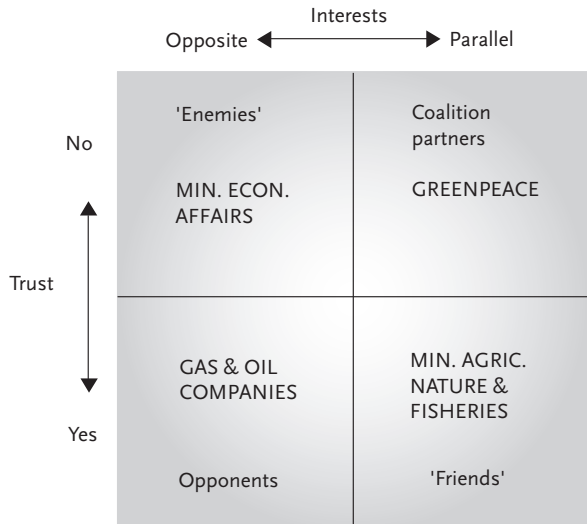 Interests
Opposite
Parallel
No
Trust
Yes
'Enemies'
MIN. ECON.
AFFAIRS
Coalition
partners
GREENPEACE
GAS & OIL
COMPANIES
Opponents
MIN. AGRIC.
NATURE &
FISHERIES
'Friends'